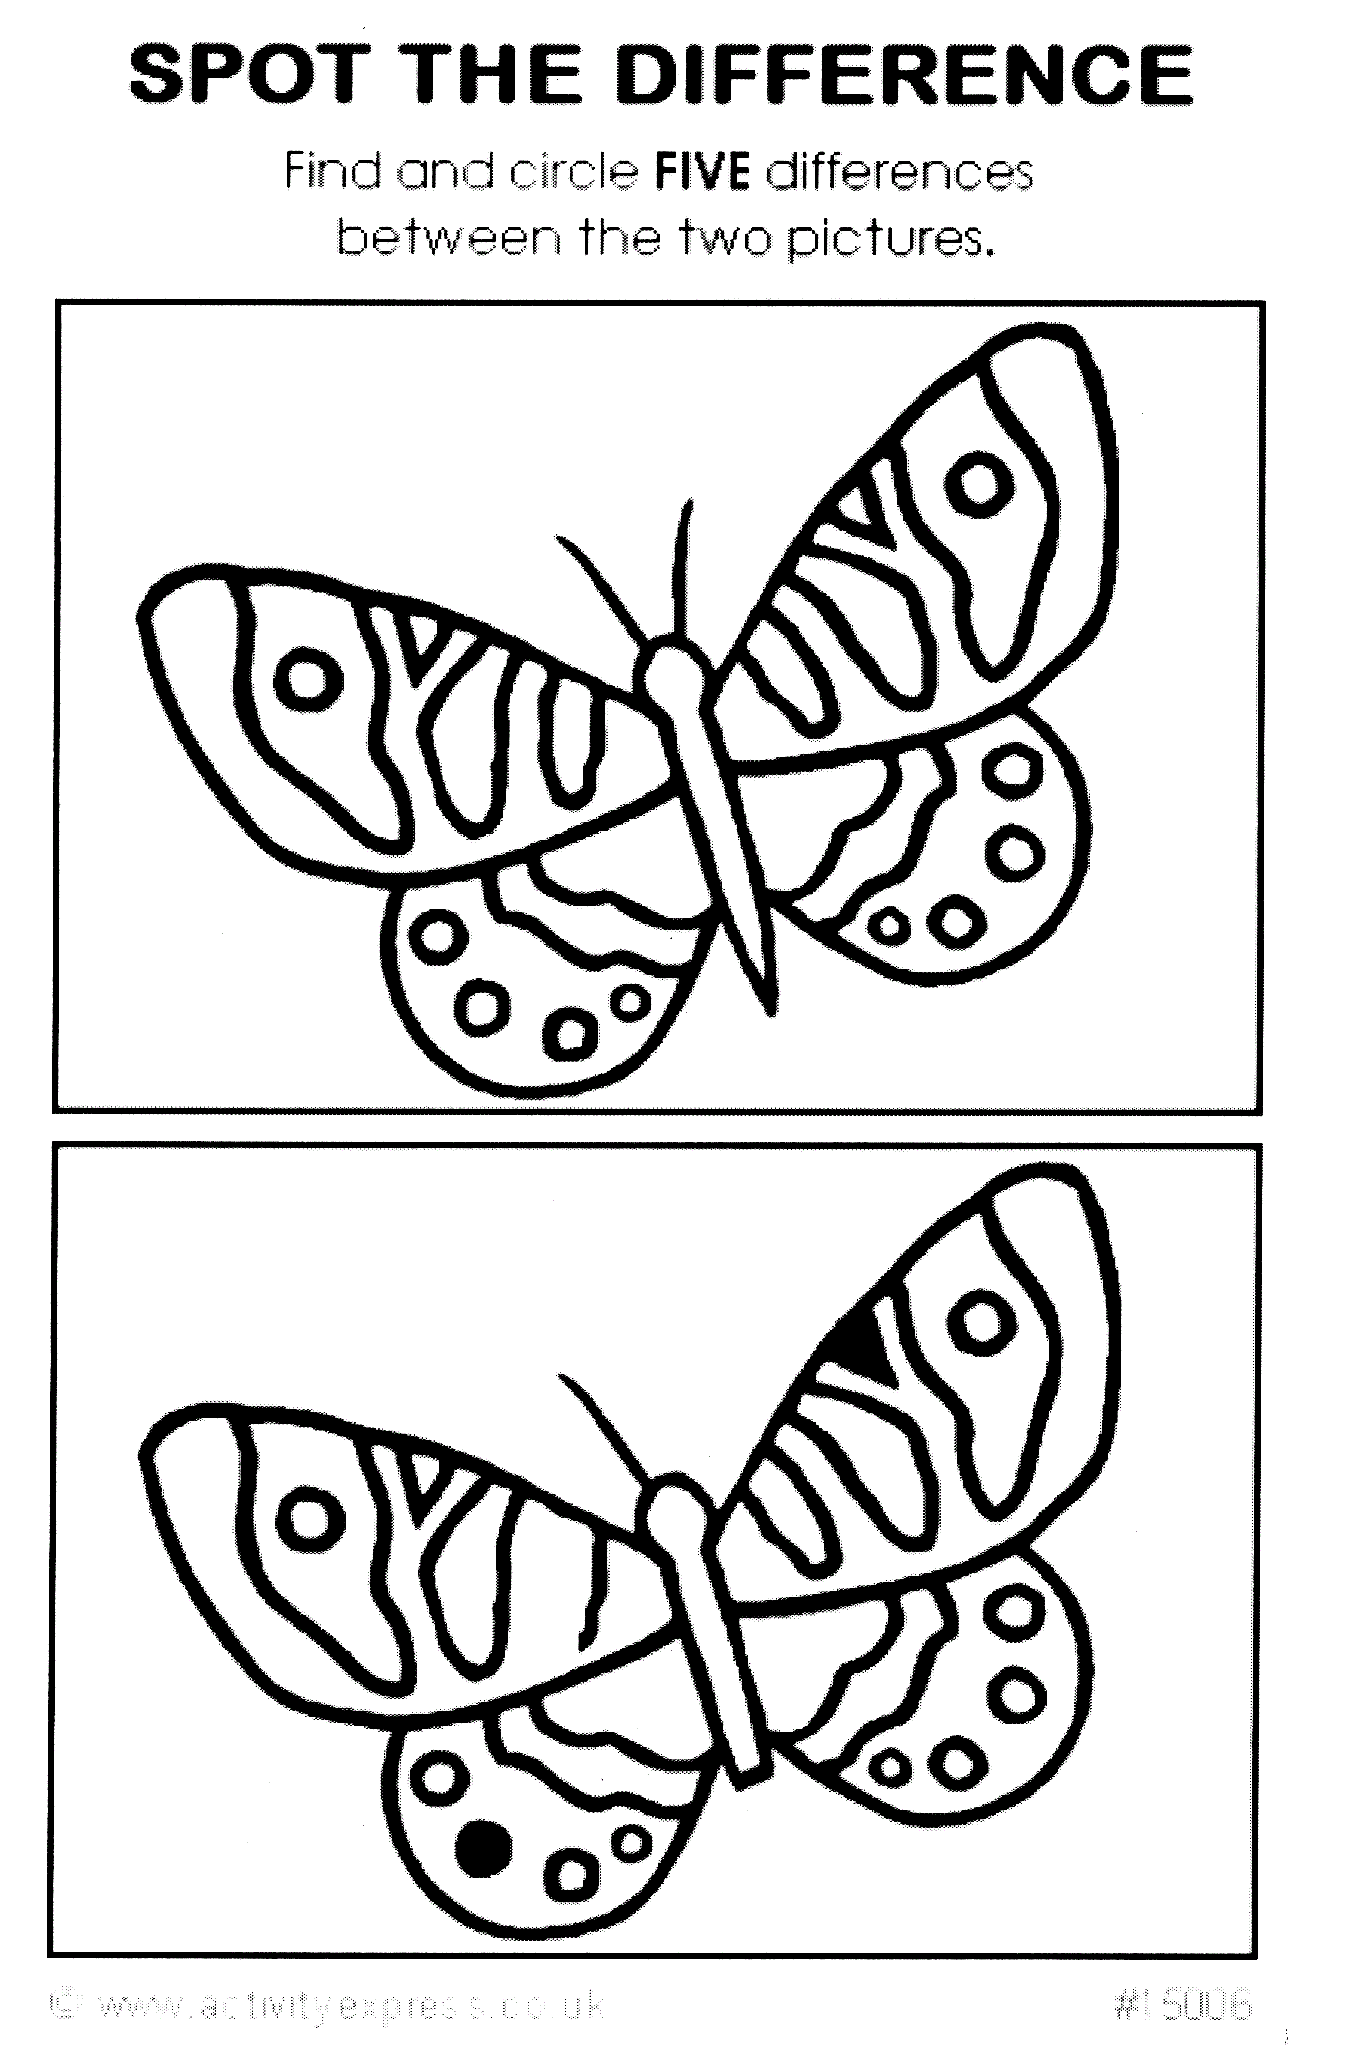 SPOT THE DIFFERENCE
Find and circle FIVE differences
between the two pictures.
© www.activityexpress.co.uk
#15006